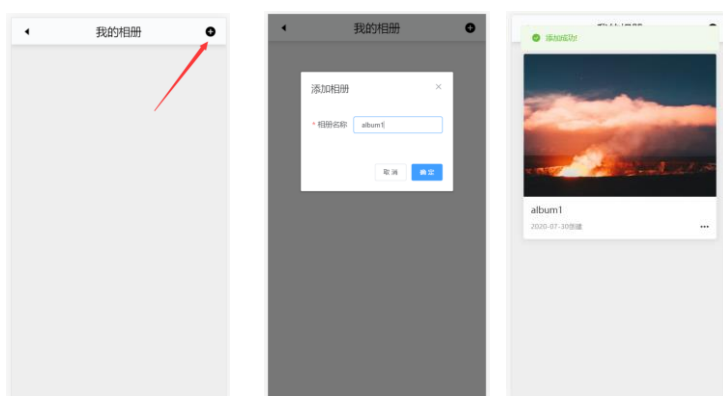 我的相册
我的相册
添加相册
* 相册名称 album1
取 消 确 定
添加成功!
album1
2020-07-30创建